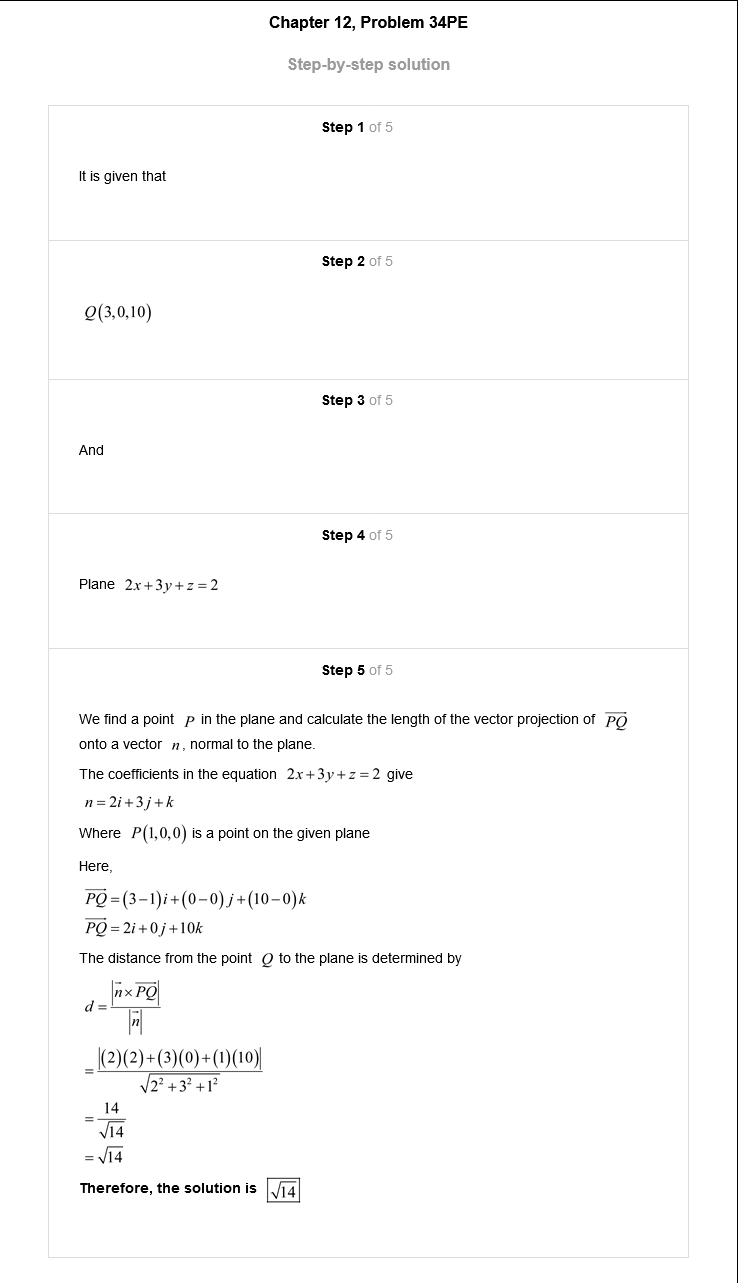 Chapter 12, Problem 34PE
Step-by-step solution
Step 1 of 5
It is given that
Step 2 of 5
Q(3,0,10)
Step 3 of 5
And
Step 4 of 5
Plane 2x+3y+z=2
Step 5 of 5
We find a point P in the plane and calculate the length of the vector projection of \overrightarrow{PQ}
onto a vector n, normal to the plane.
The coefficients in the equation 2x+3y+z=2 give
n=2i+3j+k
Where P(1,0,0) is a point on the given plane
Here,
\overrightarrow{PQ}=(3−1)i+(0−0)j+(10−0)k
\overrightarrow{PQ}=2i+0j+10k
The distance from the point Q to the plane is determined by
d=\frac{|\vec{n}×\overrightarrow{PQ}|}{|\vec{n}|}
=\frac{|(2)(2)+(3)(0)+(1)(10)|}{\sqrt{2^2+3^2+1^2}}
=\frac{14}{\sqrt{14}}
=\sqrt{14}
Therefore, the solution is \sqrt{14}